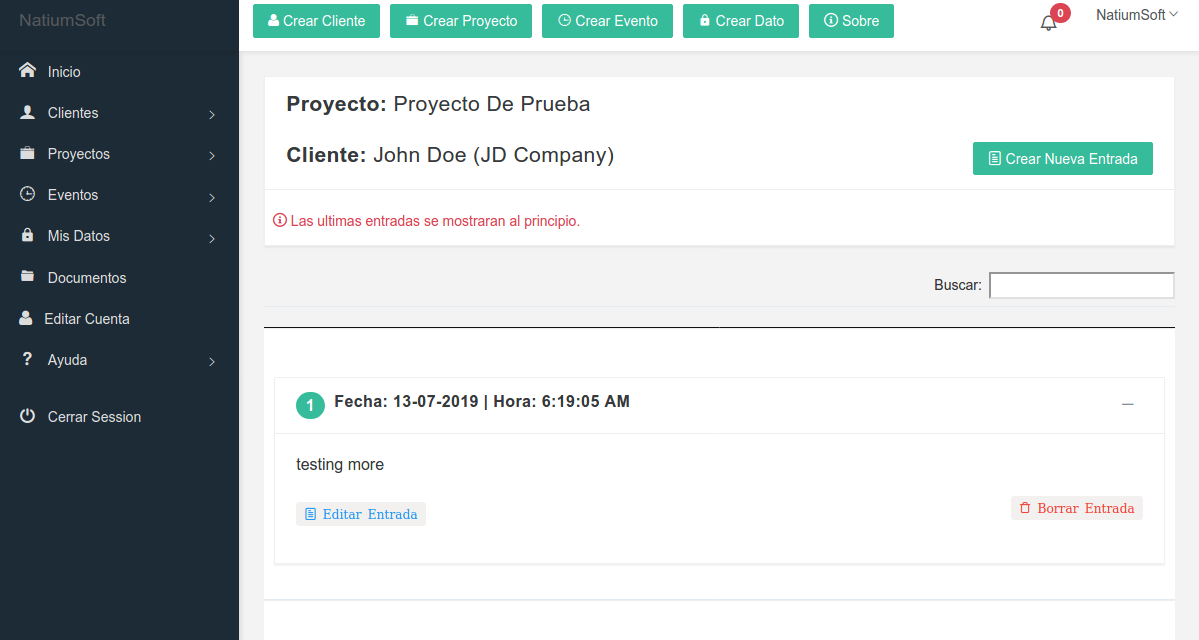 NatiumSoft
Crear Cliente
Crear Proyecto
Crear Evento
Crear Dato
Sobre
0
NatiumSoft
Inicio
Clientes
Proyectos
Eventos
Mis Datos
Documentos
Editar Cuenta
Ayuda
Cerrar Session
Proyecto: Proyecto De Prueba
Cliente: John Doe (JD Company)
Crear Nueva Entrada
Las ultimas entradas se mostraran al principio.
Buscar:
1 Fecha: 13-07-2019 | Hora: 6:19:05 AM
testing more
Editar Entrada
Borrar Entrada